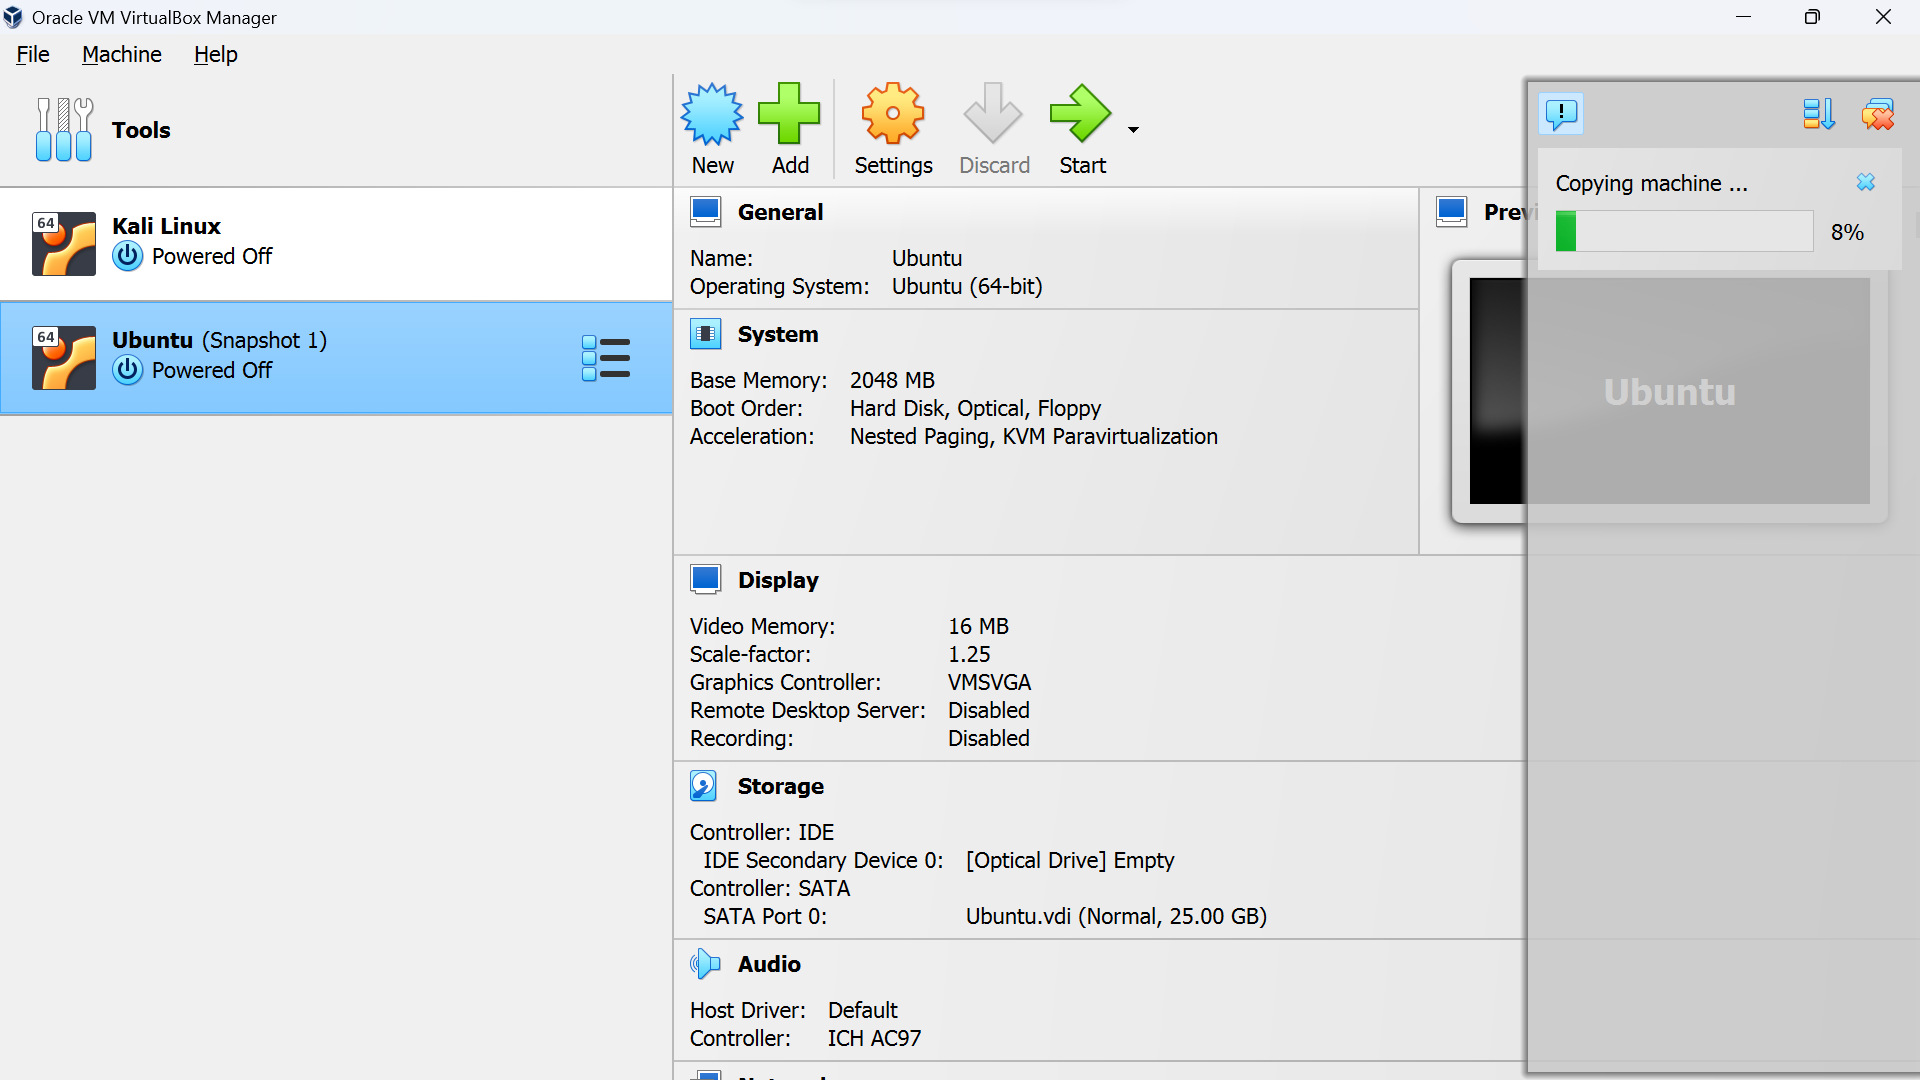 Oracle VM VirtualBox Manager
File Machine Help
Tools
New Add Settings Discard Start
64 Kali Linux
Powered Off
64 Ubuntu (Snapshot 1)
Powered Off
General
Name: Ubuntu
Operating System: Ubuntu (64-bit)
System
Base Memory: 2048 MB
Boot Order: Hard Disk, Optical, Floppy
Acceleration: Nested Paging, KVM Paravirtualization
Display
Video Memory: 16 MB
Scale-factor: 1.25
Graphics Controller: VMSVGA
Remote Desktop Server: Disabled
Recording: Disabled
Storage
Controller: IDE
IDE Secondary Device 0: [Optical Drive] Empty
Controller: SATA
SATA Port 0: Ubuntu.vdi (Normal, 25.00 GB)
Audio
Host Driver: Default
Controller: ICH AC97
Copying machine ...
8%
Ubuntu